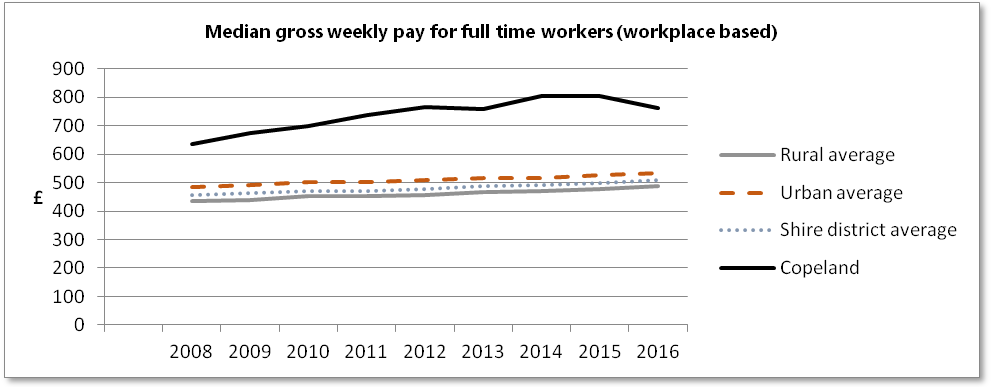 Median gross weekly pay for full time workers (workplace based)
900
800
700
600
500
400
300
200
100
0
£
2008 2009 2010 2011 2012 2013 2014 2015 2016
Rural average
Urban average
Shire district average
Copeland